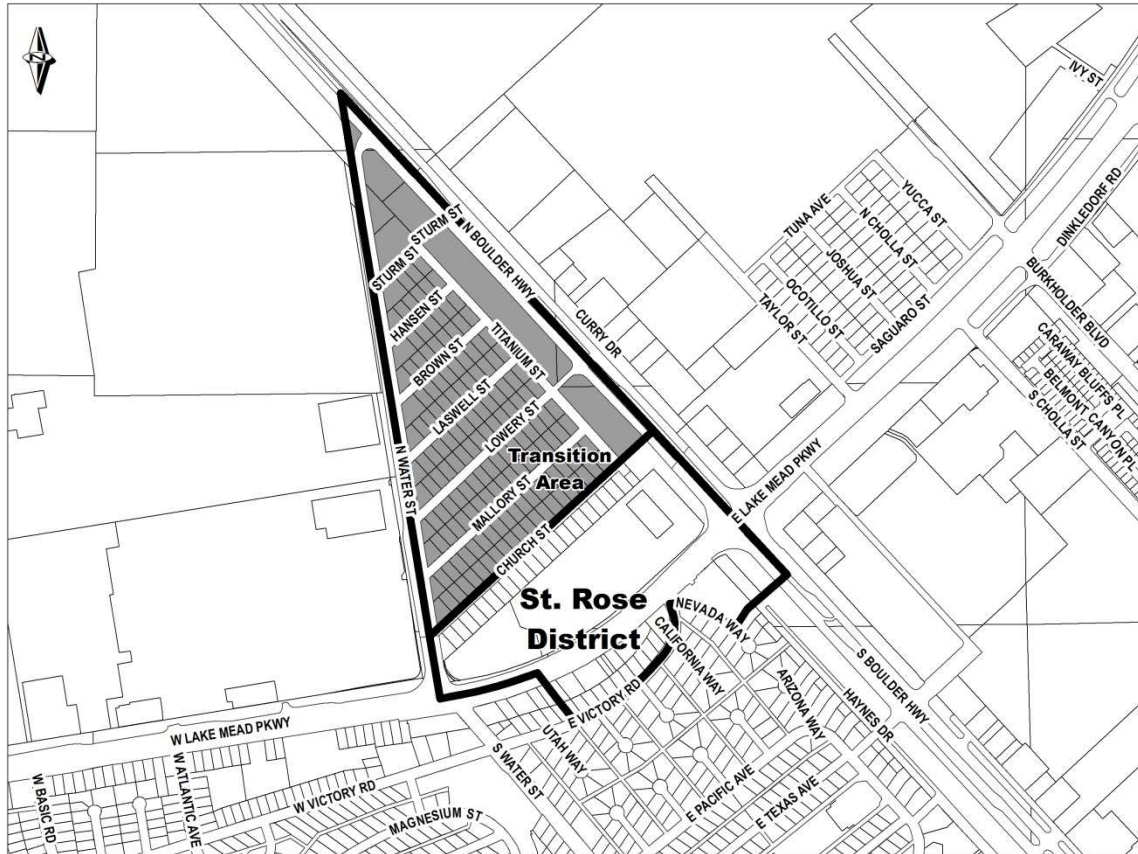 N
IVY ST
DINKLEDORF RD
YUCCA ST
N CHOLLA ST
TUNA AVE
JOSHUA ST
OCOTILLO ST
TAYLOR ST
SAGUARO ST
BURKHOLDER BLVD
CARAWAY BLUFFS PL
BELMONT CANYON PL
S CHOLLA ST
STURM ST
STURM ST
N BOULDER HWY
HANSEN ST
CURRY DR
BROWN ST
TITANIUM ST
LASWELL ST
LOWERY ST
Transition
Area
MALLORY ST
N WATER ST
CHURCH ST
E LAKE MEAD PKWY
St. Rose
District
NEVADA WAY
CALIFORNIA WAY
ARIZONA WAY
S BOULDER HWY
HAYNES DR
E VICTORY RD
UTAH WAY
W LAKE MEAD PKWY
S WATER ST
E PACIFIC AVE
E TEXAS AVE
W BASIC RD
W ATLANTIC AVE
W VICTORY RD
MAGNESIUM ST